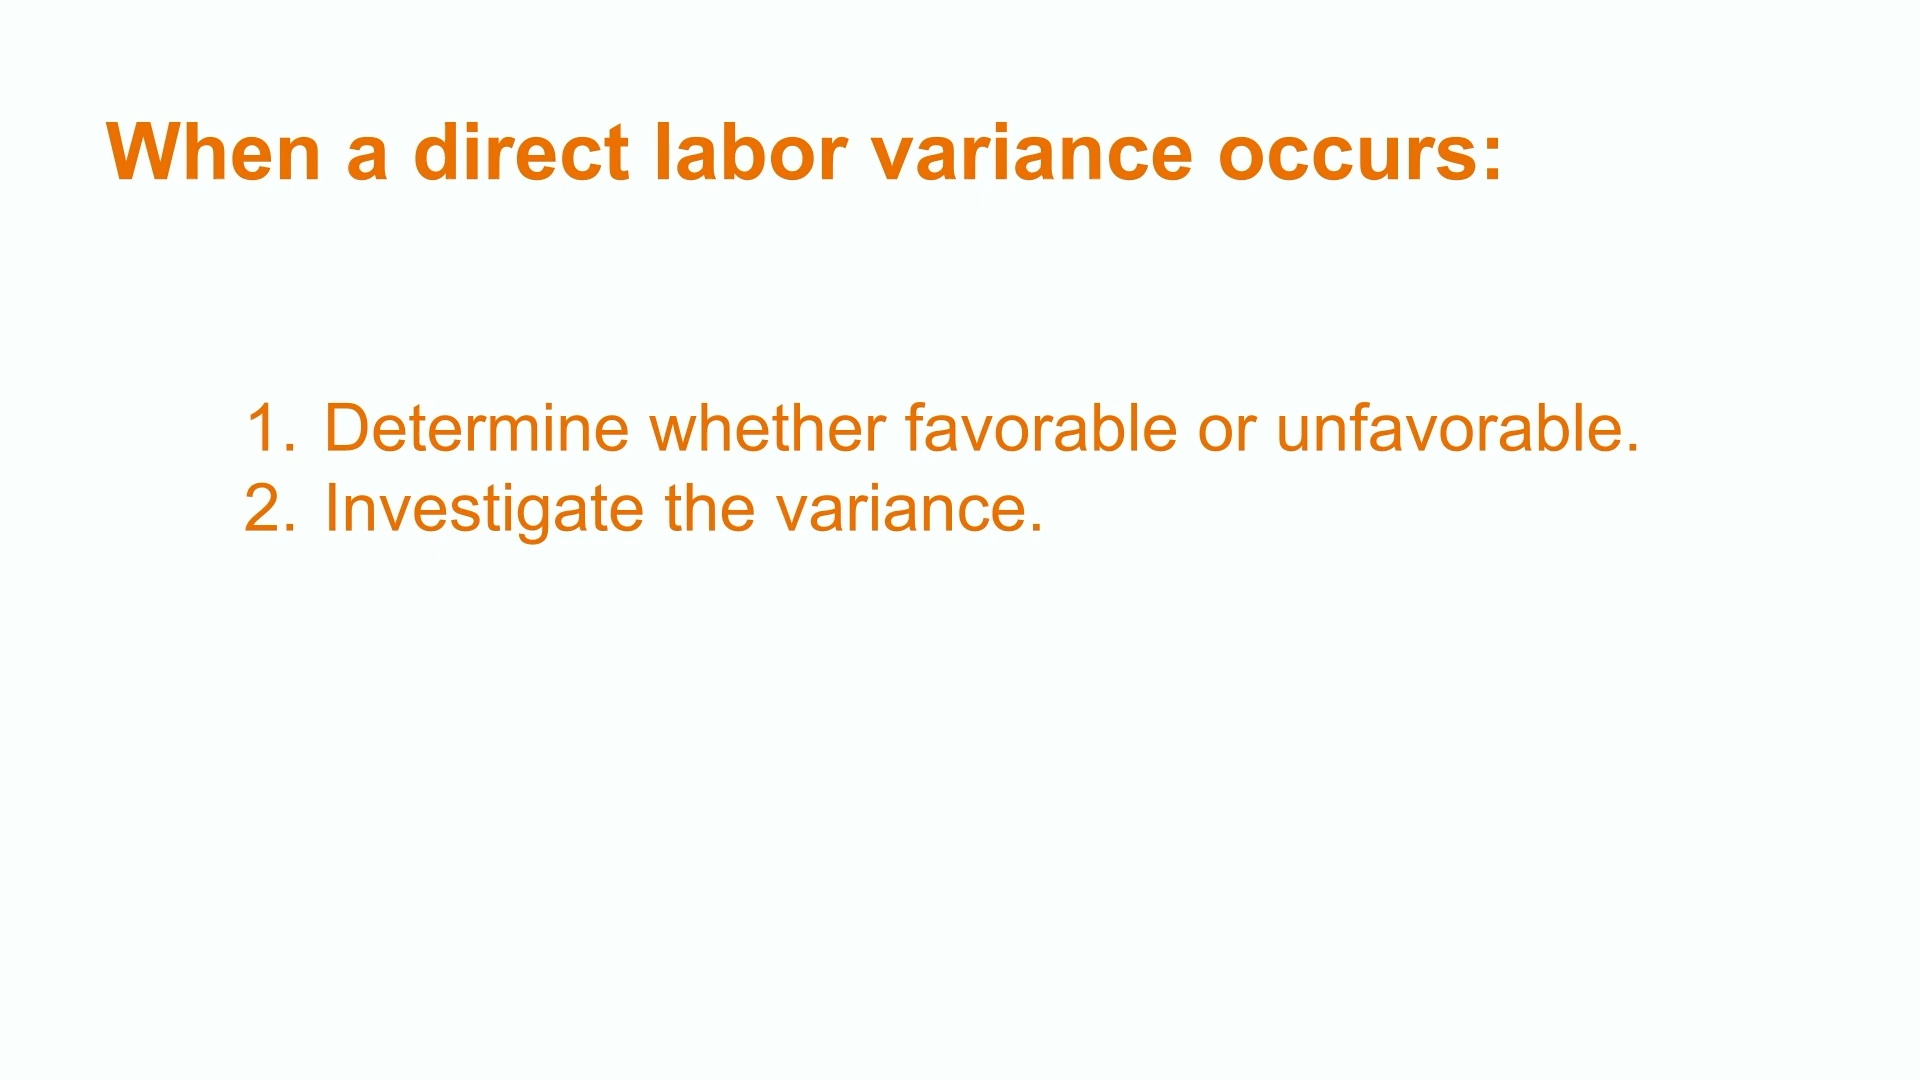 When a direct labor variance occurs:
1. Determine whether favorable or unfavorable.
2. Investigate the variance.